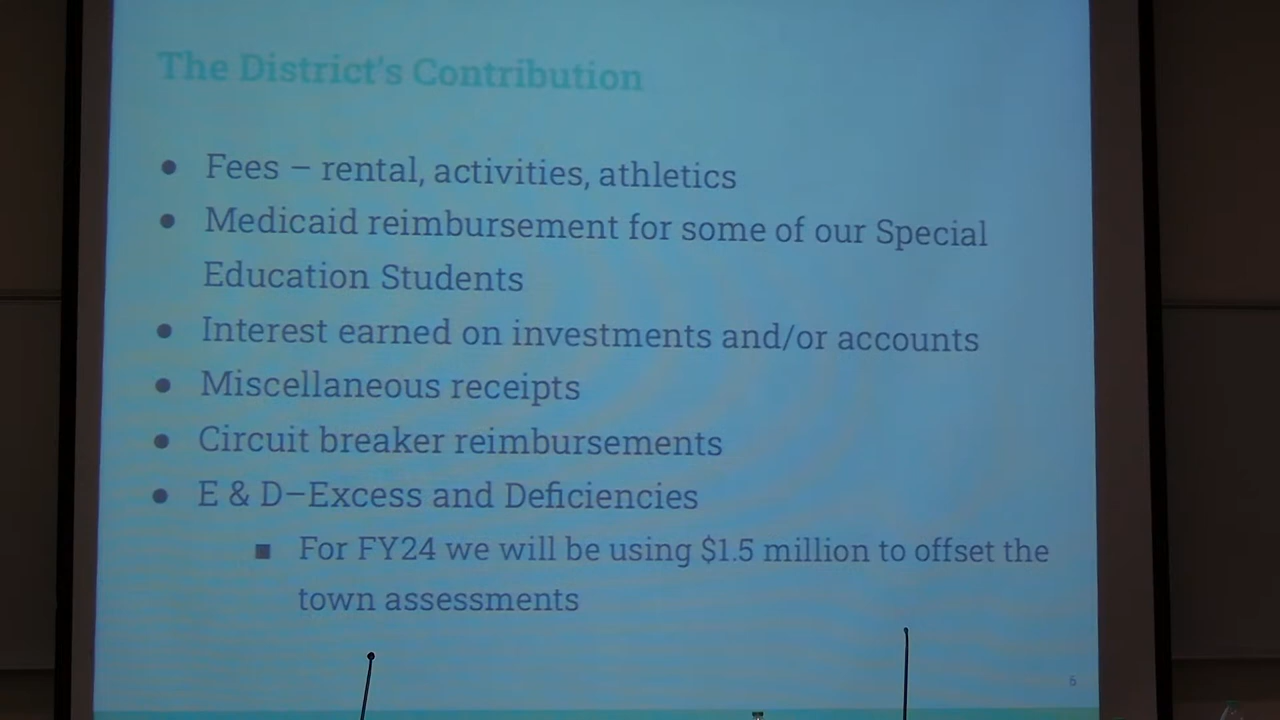 The District's Contribution
● Fees – rental, activities, athletics
● Medicaid reimbursement for some of our Special
Education Students
● Interest earned on investments and/or accounts
● Miscellaneous receipts
● Circuit breaker reimbursements
● E & D–Excess and Deficiencies
■ For FY24 we will be using $1.5 million to offset the
town assessments
6